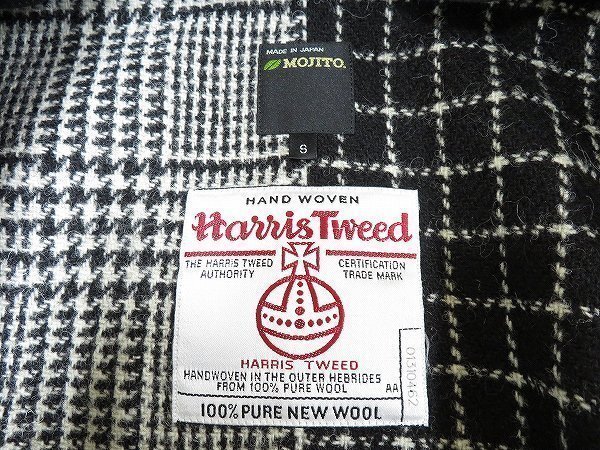 MADE IN JAPAN
MOJITO.
S
HAND WOVEN
Harris Tweed
THE HARRIS TWEED AUTHORITY
CERTIFICATION TRADE MARK
HARRIS TWEED
HANDWOVEN IN THE OUTER HEBRIDES
FROM 100% PURE WOOL
AA
01510462
100% PURE NEW WOOL